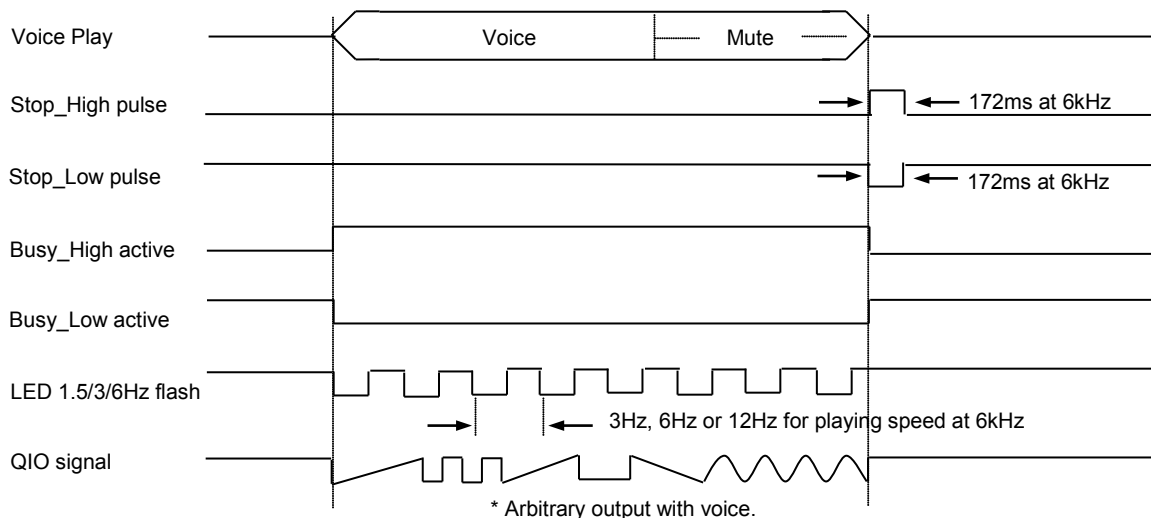 Voice Play
Voice
Mute
Stop_High pulse
172ms at 6kHz
Stop_Low pulse
172ms at 6kHz
Busy_High active
Busy_Low active
LED 1.5/3/6Hz flash
3Hz, 6Hz or 12Hz for playing speed at 6kHz
QIO signal
* Arbitrary output with voice.